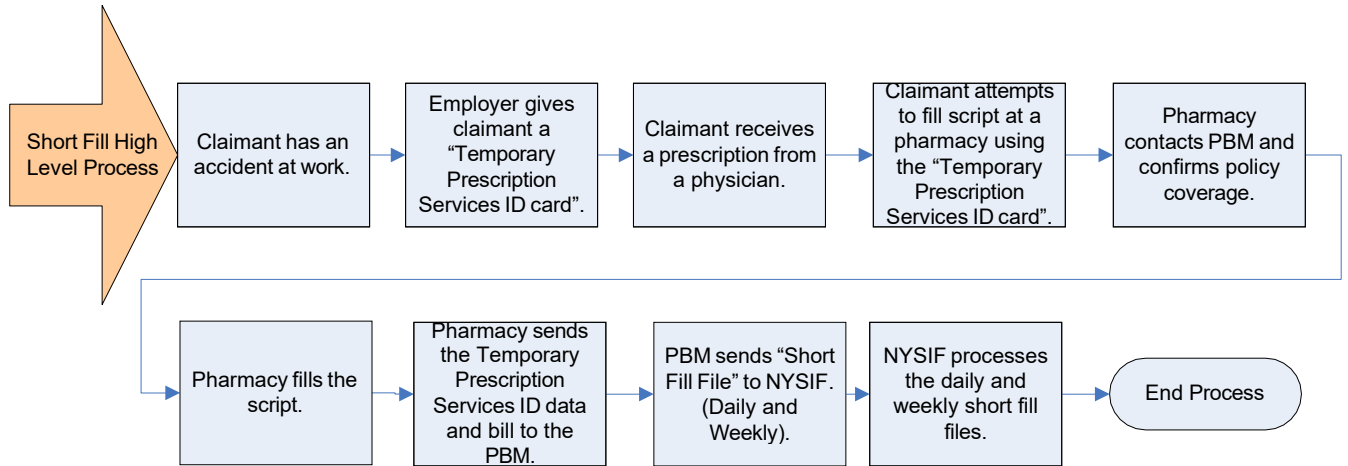 Short Fill High
Level Process
Claimant has an
accident at work.
Employer gives
claimant a
“Temporary
Prescription
Services ID card”.
Claimant receives
a prescription from
a physician.
Claimant attempts
to fill script at a
pharmacy using
the “Temporary
Prescription
Services ID card”.
Pharmacy
contacts PBM and
confirms policy
coverage.
Pharmacy fills the
script.
Pharmacy sends
the Temporary
Prescription
Services ID data
and bill to the
PBM.
PBM sends “Short
Fill File” to NYSIF.
(Daily and
Weekly).
NYSIF processes
the daily and
weekly short fill
files.
End Process